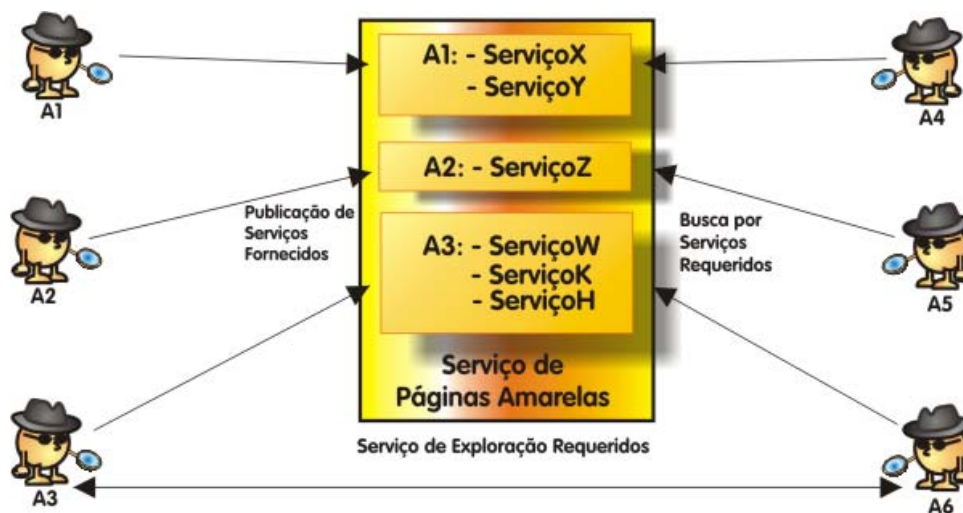 A1: - ServiçoX
- ServiçoY
A1
A4
A2: - ServiçoZ
Publicação de
Serviços
Fornecidos
Busca por
Serviços
Requeridos
A3: - ServiçoW
- ServiçoK
- ServiçoH
A2
A5
Serviço de
Páginas Amarelas
Serviço de Exploração Requeridos
A3
A6